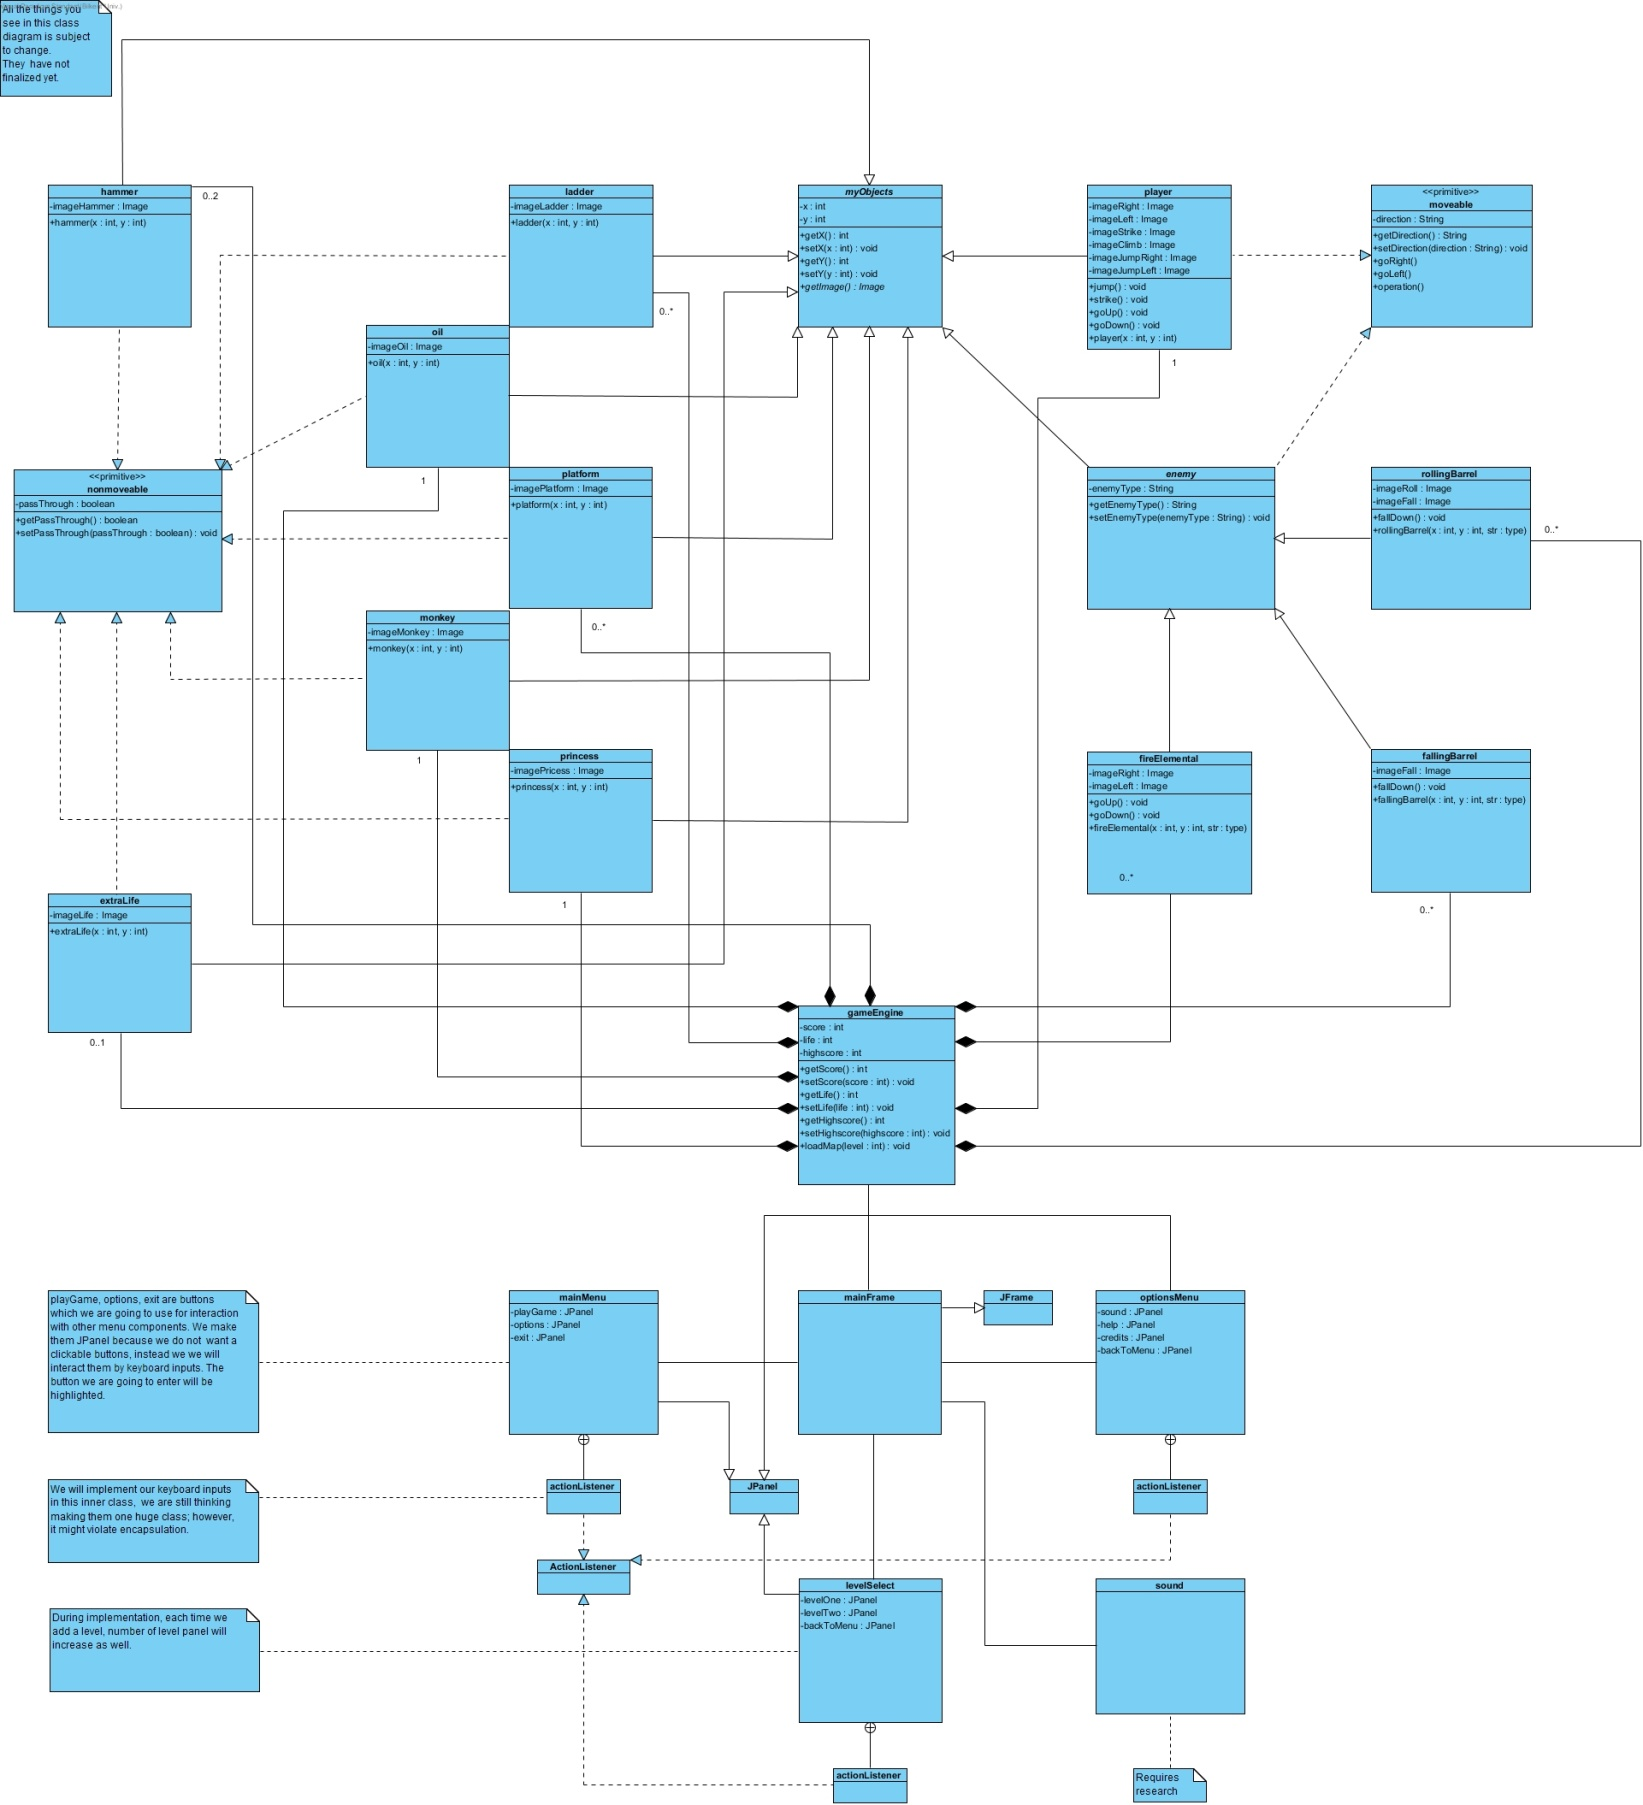 All the things you
see in this class
diagram is subject
to change.
They  have not
finalized yet.
hammer
-imageHammer : Image
+hammer(x : int, y : int)
0..2
ladder
-imageLadder : Image
+ladder(x : int, y : int)
0..*
myObjects
-x : int
-y : int
+getX() : int
+setX(x : int) : void
+getY() : int
+setY(y : int) : void
+getImage() : Image
player
-imageRight : Image
-imageLeft : Image
-imageStrike : Image
-imageClimb : Image
-imageJumpRight : Image
-imageJumpLeft : Image
+jump() : void
+strike() : void
+goUp() : void
+goDown() : void
+player(x : int, y : int)
1
<<primitive>>
moveable
-direction : String
+getDirection() : String
+setDirection(direction : String) : void
+goRight()
+goLeft()
+operation()
oil
-imageOil : Image
+oil(x : int, y : int)
1
<<primitive>>
nonmoveable
-passThrough : boolean
+getPassThrough() : boolean
+setPassThrough(passThrough : boolean) : void
platform
-imagePlatform : Image
+platform(x : int, y : int)
0..*
enemy
-enemyType : String
+getEnemyType() : String
+setEnemyType(enemyType : String) : void
rollingBarrel
-imageRoll : Image
-imageFall : Image
+fallDown() : void
+rollingBarrel(x : int, y : int, str : type)
0..*
monkey
-imageMonkey : Image
+monkey(x : int, y : int)
1
princess
-imagePricess : Image
+princess(x : int, y : int)
1
fireElemental
-imageRight : Image
-imageLeft : Image
+goUp() : void
+goDown() : void
+fireElemental(x : int, y : int, str : type)
0..*
fallingBarrel
-imageFall : Image
+fallDown() : void
+fallingBarrel(x : int, y : int, str : type)
0..*
extraLife
-imageLife : Image
+extraLife(x : int, y : int)
0..1
gameEngine
-score : int
-life : int
-highscore : int
+getScore() : int
+setScore(score : int) : void
+getLife() : int
+setLife(life : int) : void
+getHighscore() : int
+setHighscore(highscore : int) : void
+loadMap(level : int) : void
playGame, options, exit are buttons
which we are going to use for interaction
with other menu components. We make
them JPanel because we do not  want a
clickable buttons, instead we we will
interact them by keyboard inputs. The
button we are going to enter will be
highlighted.
mainMenu
-playGame : JPanel
-options : JPanel
-exit : JPanel
mainFrame
JFrame
optionsMenu
-sound : JPanel
-help : JPanel
-credits : JPanel
-backToMenu : JPanel
We will implement our keyboard inputs
in this inner class,  we are still thinking
making them one huge class; however,
it might violate encapsulation.
actionListener
JPanel
actionListener
ActionListener
During implementation, each time we
add a level, number of level panel will
increase as well.
levelSelect
-levelOne : JPanel
-levelTwo : JPanel
-backToMenu : JPanel
sound
actionListener
Requires
research